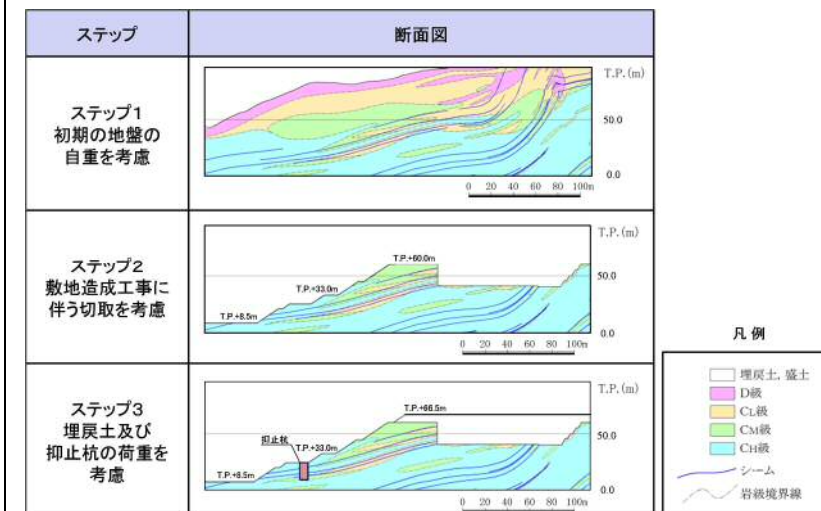 ステップ
断面図
ステップ1
初期の地盤の
自重を考慮
T.P.(m)
50.0
0.0
0 20 40 60 80 100m
ステップ2
敷地造成工事に
伴う切取を考慮
T.P.(m)
T.P.+60.0m
50.0
T.P.+33.0m
T.P.+8.5m
0.0
0 20 40 60 80 100m
ステップ3
埋戻土及び
抑止杭の荷重を
考慮
T.P.(m)
T.P.+66.5m
抑止杭
50.0
T.P.+33.0m
T.P.+8.5m
0.0
0 20 40 60 80 100m
凡例
埋戻土, 盛土
D級
CL級
CM級
CH級
シーム
岩級境界線